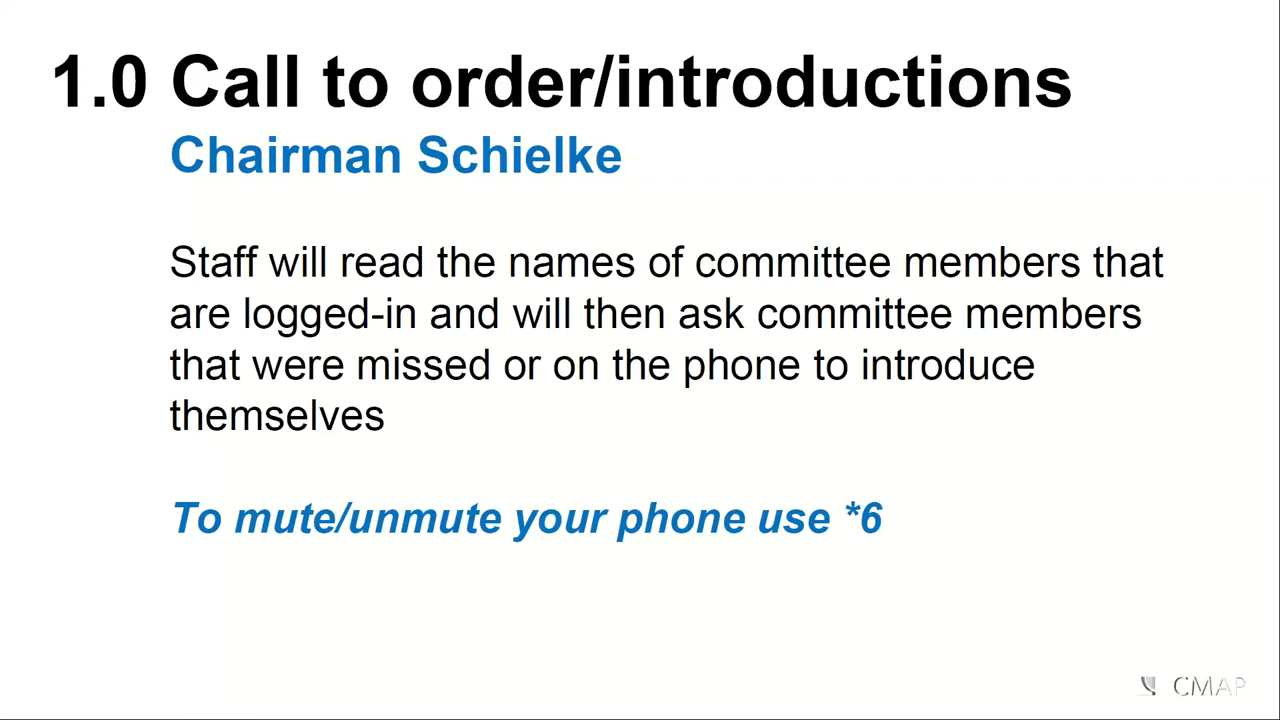 1.0 Call to order/introductions
Chairman Schielke
Staff will read the names of committee members that
are logged-in and will then ask committee members
that were missed or on the phone to introduce
themselves
To mute/unmute your phone use *6
CMAP